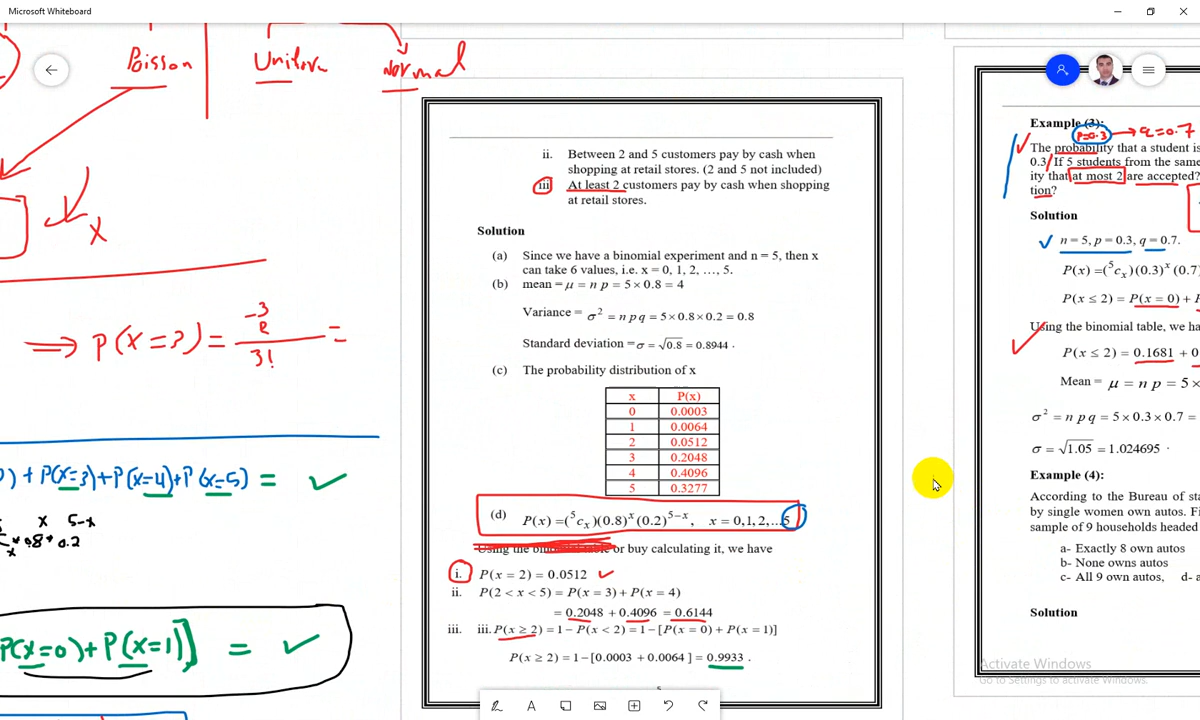 Microsoft Whiteboard
Poisson
Uniform
Normal
x
⟹ P(x=3) =
3!
=
+ P(x=3)+P(x=4)+P(x=5) = ✓
x 5-x
0.8 * 0.2
P(x=0)+P(x=1)] = ✓
ii. Between 2 and 5 customers pay by cash when
shopping at retail stores. (2 and 5 not included)
iii At least 2 customers pay by cash when shopping
at retail stores.
Solution
(a) Since we have a binomial experiment and n = 5, then x
can take 6 values, i.e. x = 0, 1, 2, …, 5.
(b) mean = μ = n p = 5 × 0.8 = 4
Variance = σ² = n p q = 5 × 0.8 × 0.2 = 0.8
Standard deviation = σ = √0.8 = 0.8944 .
(c) The probability distribution of x
x P(x)
0 0.0003
1 0.0064
2 0.0512
3 0.2048
4 0.4096
5 0.3277
(d) P(x) =(⁵cₓ)(0.8)ˣ(0.2)⁵⁻ˣ, x = 0,1,2,...5
Using the binomial table or buy calculating it, we have
i. P(x = 2) = 0.0512 ✓
ii. P(2 < x < 5) = P(x = 3) + P(x = 4)
= 0.2048 + 0.4096 = 0.6144
iii. iii. P(x ≥ 2) = 1 − P(x < 2) = 1 − [P(x = 0) + P(x = 1)]
P(x ≥ 2) = 1 − [0.0003 + 0.0064 ] = 0.9933 .
Example (3):
P=0.3 → q=0.7
The probability that a student is
0.3. If 5 students from the same
ity that at most 2 are accepted?
tion?
Solution
✓ n = 5, p = 0.3, q = 0.7.
P(x) =(⁵cₓ)(0.3)ˣ(0.7
P(x ≤ 2) = P(x = 0) +
Using the binomial table, we ha
P(x ≤ 2) = 0.1681 + 0
Mean = μ = n p = 5 ×
σ² = n p q = 5 × 0.3 × 0.7 =
σ = √1.05 = 1.024695 .
Example (4):
According to the Bureau of sta
by single women own autos. Fi
sample of 9 households headed
a- Exactly 8 own autos
b- None owns autos
c- All 9 own autos, d- a
Solution
Activate Windows
Go to Settings to activate Windows.